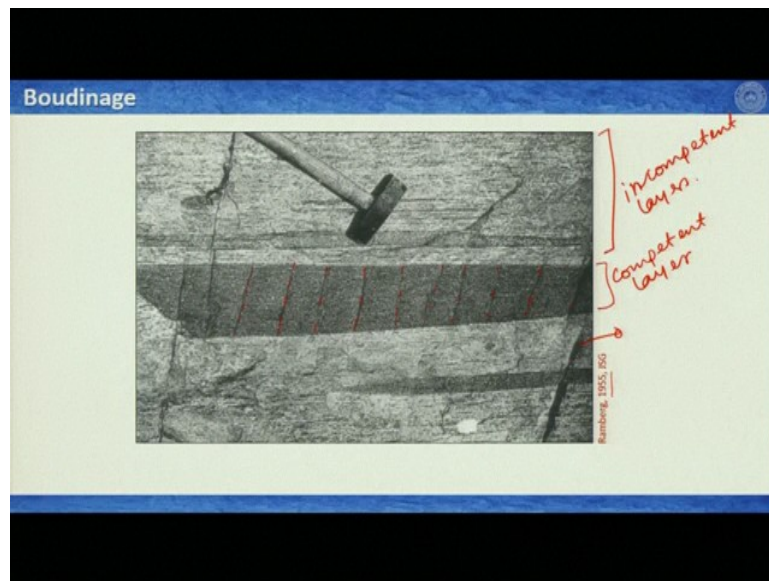 Boudinage
incompetent
layers.
competent
layer
Ramberg, 1955, JSG